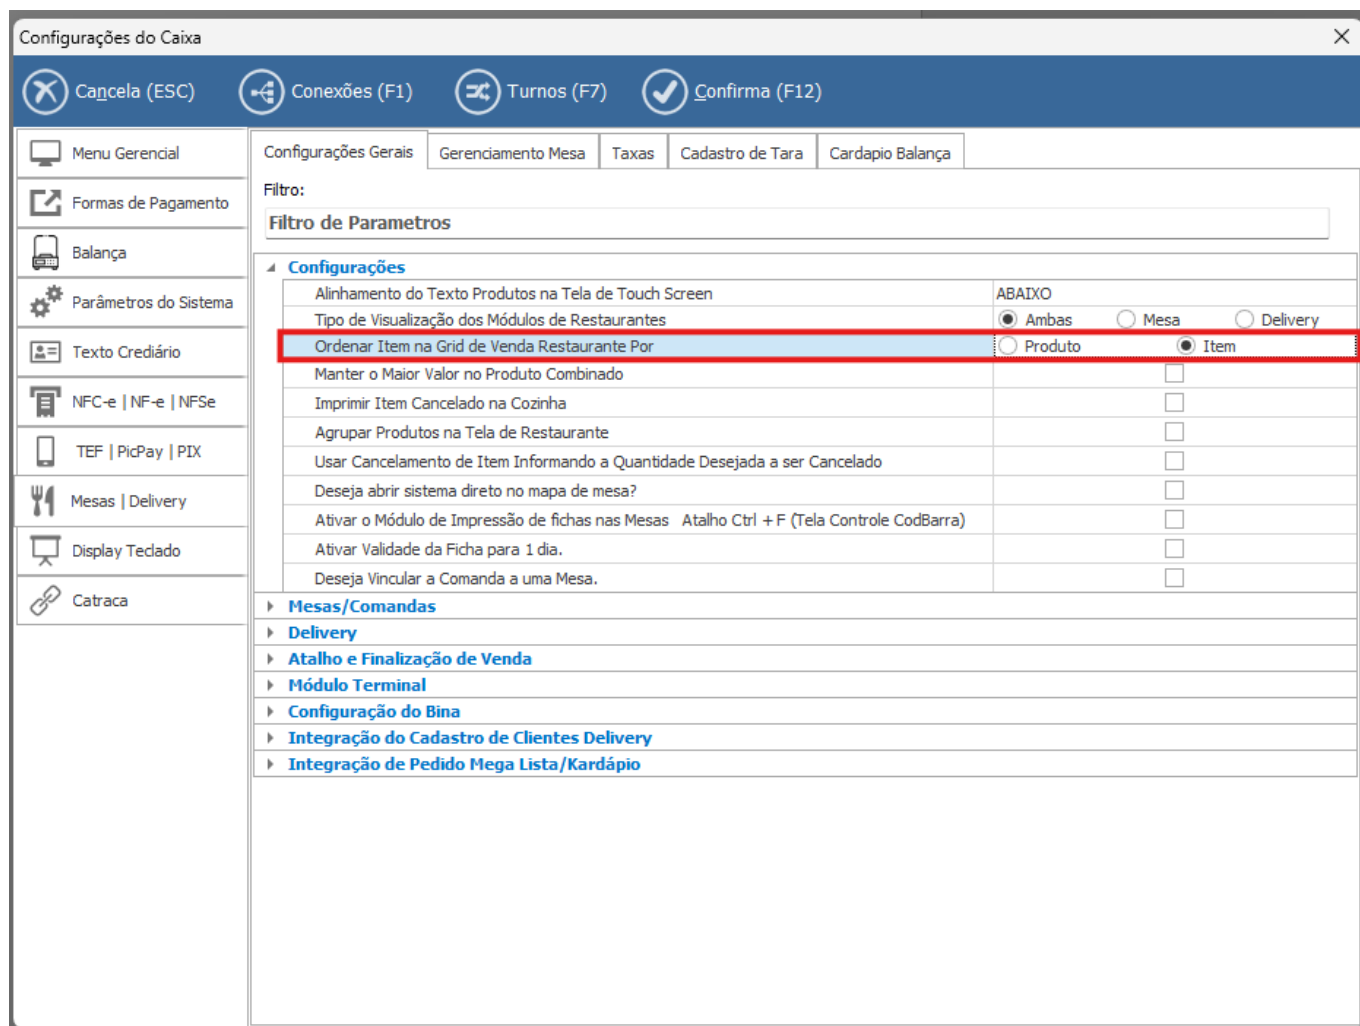 Configurações do Caixa
Cancela (ESC) Conexões (F1) Turnos (F7) Confirma (F12)
Menu Gerencial
Formas de Pagamento
Balança
Parâmetros do Sistema
Texto Crediário
NFC-e | NF-e | NFSe
TEF | PicPay | PIX
Mesas | Delivery
Display Teclado
Catraca
Configurações Gerais Gerenciamento Mesa Taxas Cadastro de Tara Cardapio Balança
Filtro:
Filtro de Parametros
Configurações
Alinhamento do Texto Produtos na Tela de Touch Screen ABAIXO
Tipo de Visualização dos Módulos de Restaurantes Ambas Mesa Delivery
Ordenar Item na Grid de Venda Restaurante Por Produto Item
Manter o Maior Valor no Produto Combinado
Imprimir Item Cancelado na Cozinha
Agrupar Produtos na Tela de Restaurante
Usar Cancelamento de Item Informando a Quantidade Desejada a ser Cancelado
Deseja abrir sistema direto no mapa de mesa?
Ativar o Módulo de Impressão de fichas nas Mesas Atalho Ctrl + F (Tela Controle CodBarra)
Ativar Validade da Ficha para 1 dia.
Deseja Vincular a Comanda a uma Mesa.
Mesas/Comandas
Delivery
Atalho e Finalização de Venda
Módulo Terminal
Configuração do Bina
Integração do Cadastro de Clientes Delivery
Integração de Pedido Mega Lista/Kardápio